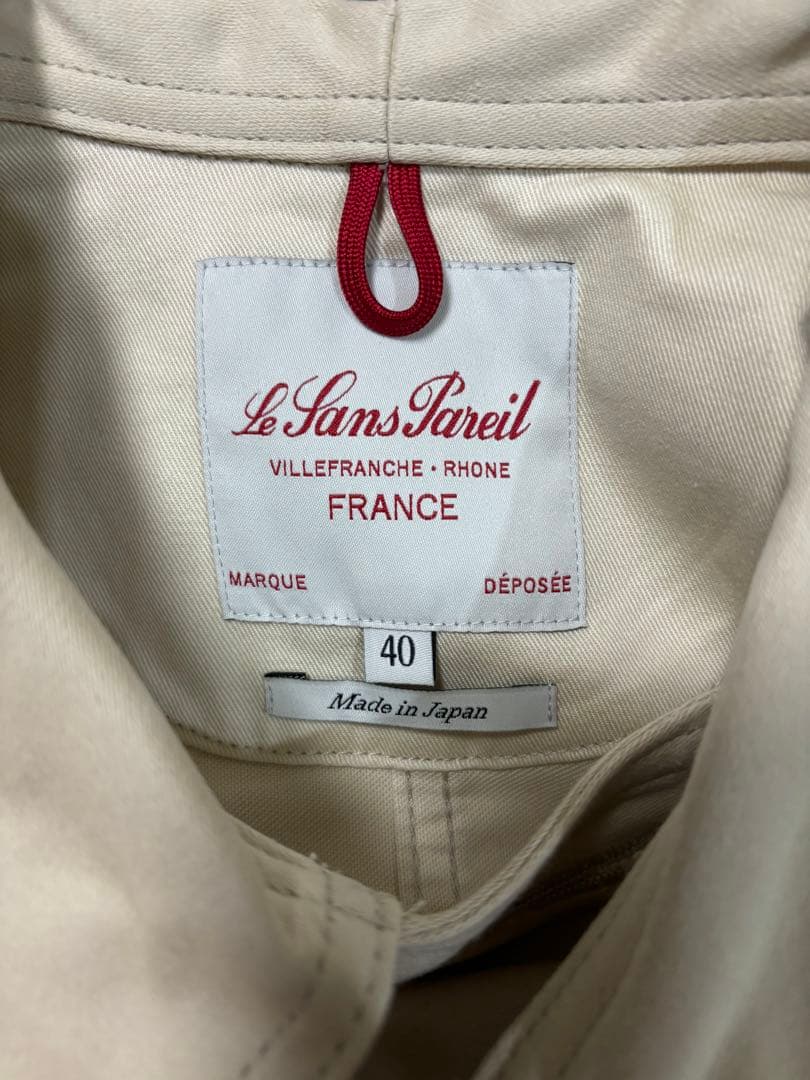 Le Sans Pareil
VILLEFRANCHE · RHONE
FRANCE
MARQUE DÉPOSÉE
40
Made in Japan